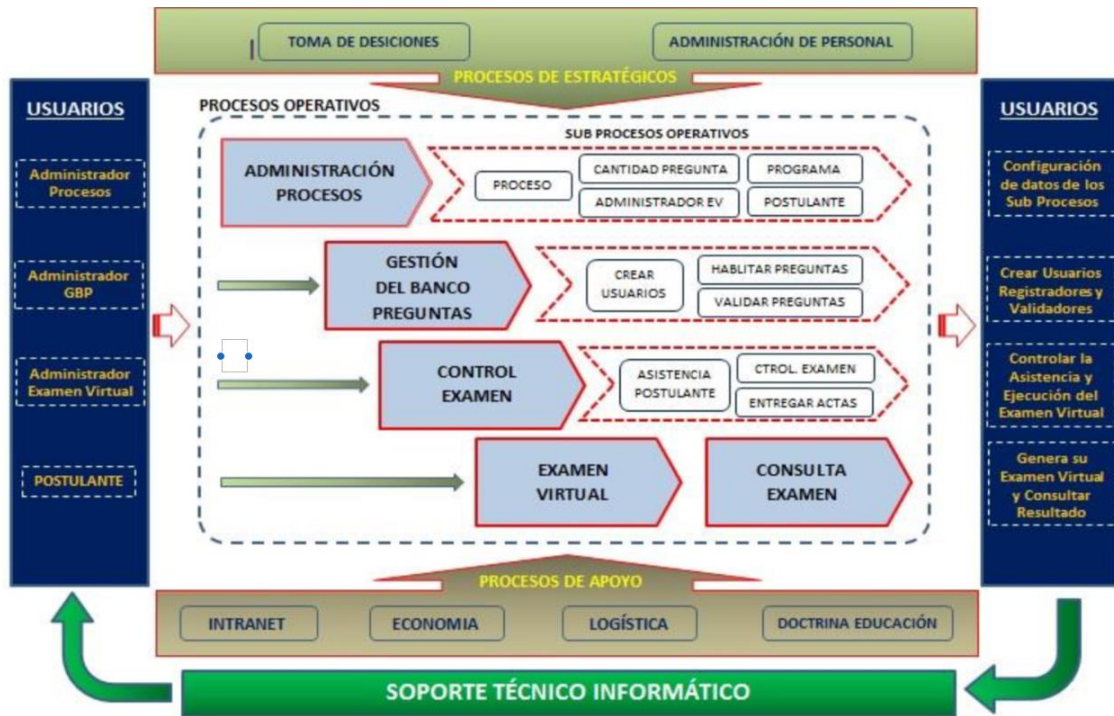 TOMA DE DESICIONES
ADMINISTRACIÓN DE PERSONAL
PROCESOS DE ESTRATÉGICOS
USUARIOS
Administrador
Procesos
Administrador
GBP
Administrador
Examen Virtual
POSTULANTE
PROCESOS OPERATIVOS
SUB PROCESOS OPERATIVOS
ADMINISTRACIÓN
PROCESOS
PROCESO
CANTIDAD PREGUNTA
PROGRAMA
ADMINISTRADOR EV
POSTULANTE
GESTIÓN
DEL BANCO
PREGUNTAS
CREAR
USUARIOS
HABLITAR PREGUNTAS
VALIDAR PREGUNTAS
CONTROL
EXAMEN
ASISTENCIA
POSTULANTE
CTROL. EXAMEN
ENTREGAR ACTAS
EXAMEN
VIRTUAL
CONSULTA
EXAMEN
USUARIOS
Configuración
de datos de los
Sub Procesos
Crear Usuarios
Registradores y
Validadores
Controlar la
Asistencia y
Ejecución del
Examen Virtual
Genera su
Examen Virtual
y Consultar
Resultado
PROCESOS DE APOYO
INTRANET
ECONOMIA
LOGÍSTICA
DOCTRINA EDUCACIÓN
SOPORTE TÉCNICO INFORMÁTICO